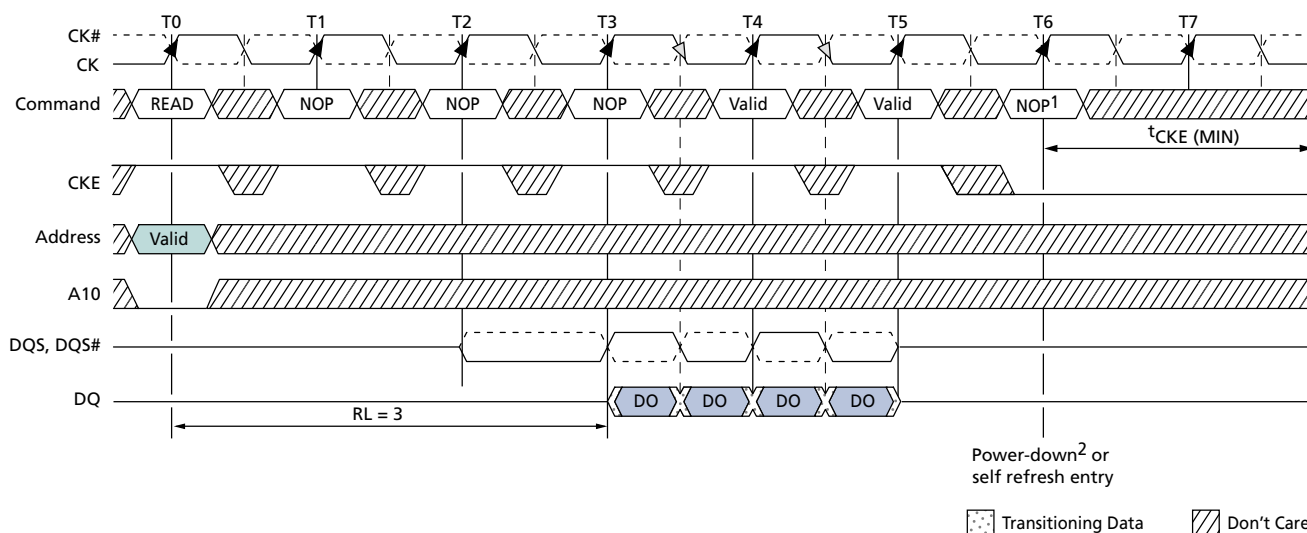 T0 T1 T2 T3 T4 T5 T6 T7
CK#
CK
Command READ NOP NOP NOP Valid Valid NOP1
tCKE (MIN)
CKE
Address Valid
A10
DQS, DQS#
DQ DO DO DO DO
RL = 3
Power-down2 or
self refresh entry
Transitioning Data Don't Care